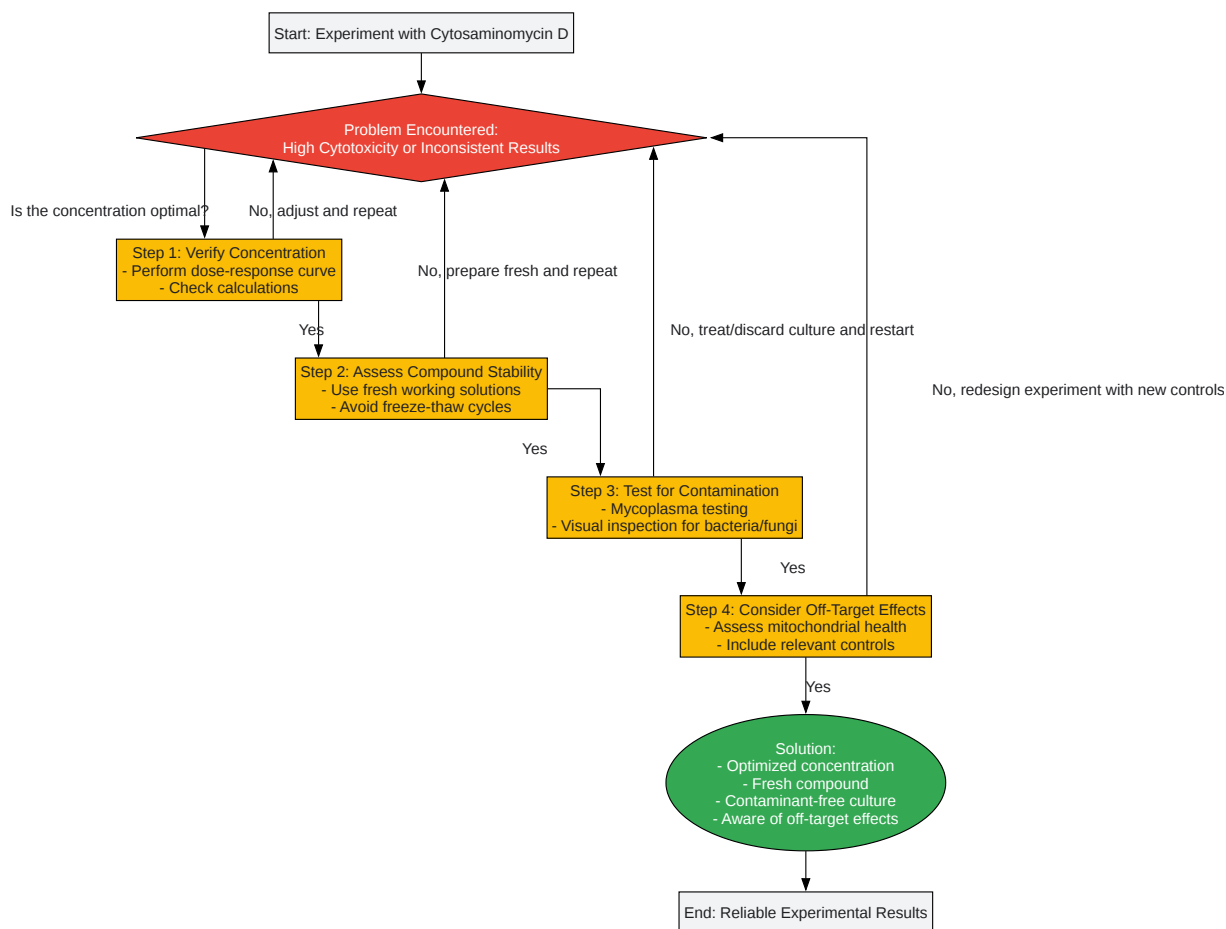 Start: Experiment with Cytosaminomycin D
Problem Encountered:
High Cytotoxicity or Inconsistent Results
Is the concentration optimal?
No, adjust and repeat
Step 1: Verify Concentration
- Perform dose-response curve
- Check calculations
No, prepare fresh and repeat
Yes
No, treat/discard culture and restart
Step 2: Assess Compound Stability
- Use fresh working solutions
- Avoid freeze-thaw cycles
No, redesign experiment with new controls
Yes
Step 3: Test for Contamination
- Mycoplasma testing
- Visual inspection for bacteria/fungi
Yes
Step 4: Consider Off-Target Effects
- Assess mitochondrial health
- Include relevant controls
Yes
Solution:
- Optimized concentration
- Fresh compound
- Contaminant-free culture
- Aware of off-target effects
End: Reliable Experimental Results